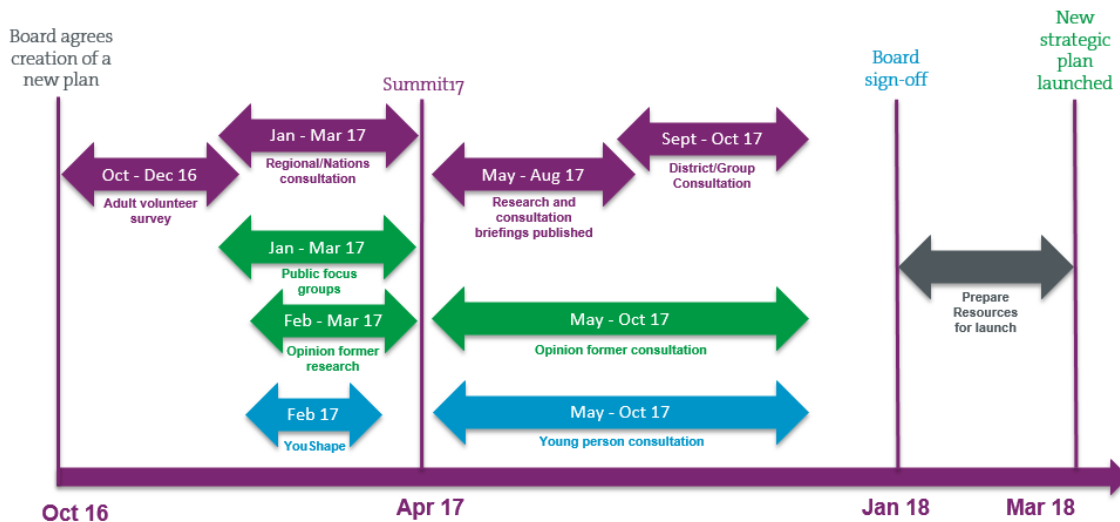 Board agrees
creation of a
new plan
Summit17
Board
sign-off
New
strategic
plan
launched
Oct - Dec 16
Adult volunteer
survey
Jan - Mar 17
Regional/Nations
consultation
May - Aug 17
Research and
consultation
briefings published
Sept - Oct 17
District/Group
Consultation
Jan - Mar 17
Public focus
groups
Feb - Mar 17
Opinion former
research
May - Oct 17
Opinion former consultation
Prepare
Resources
for launch
Feb 17
YouShape
May - Oct 17
Young person consultation
Oct 16
Apr 17
Jan 18
Mar 18